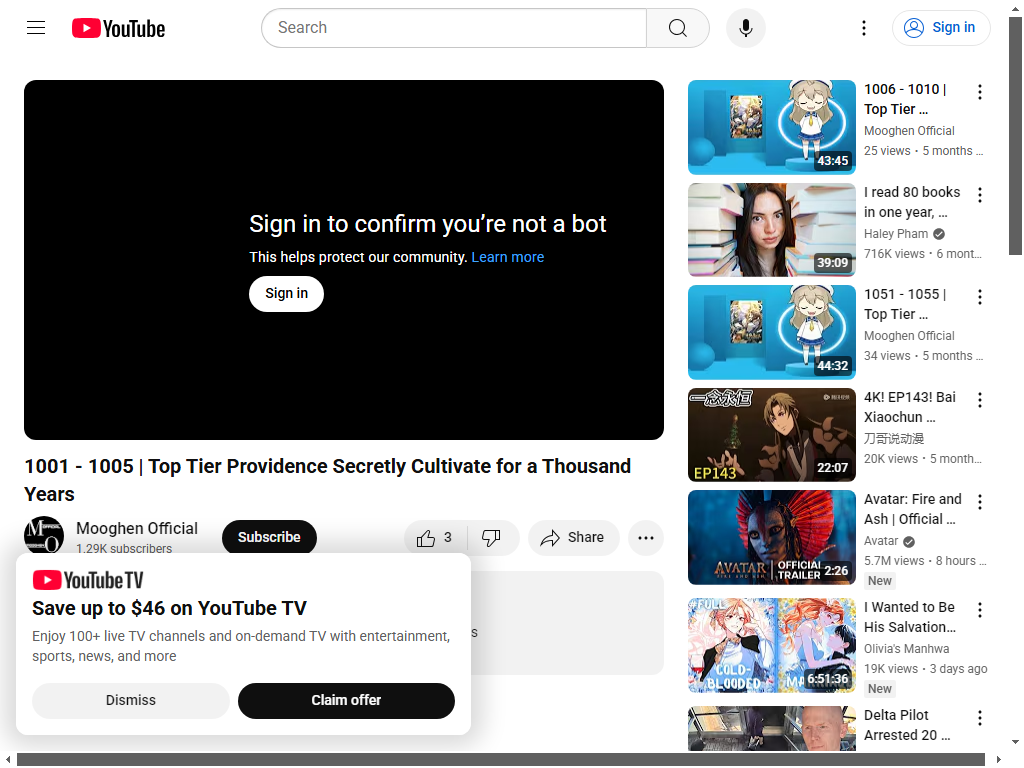 YouTube
Search
Sign in
Sign in to confirm you're not a bot
This helps protect our community. Learn more
Sign in
1001 - 1005 | Top Tier Providence Secretly Cultivate for a Thousand
Years
Mooghen Official
1.29K subscribers
Subscribe
3
Share
YouTube TV
Save up to $46 on YouTube TV
Enjoy 100+ live TV channels and on-demand TV with entertainment,
sports, news, and more
Dismiss
Claim offer
s
43:45
1006 - 1010 |
Top Tier ...
Mooghen Official
25 views • 5 months ...
39:09
I read 80 books
in one year, ...
Haley Pham
716K views • 6 mont...
44:32
1051 - 1055 |
Top Tier ...
Mooghen Official
34 views • 5 months ...
一念永恒
EP143
22:07
4K! EP143! Bai
Xiaochun ...
刀哥说动漫
20K views • 5 month...
AVATAR
FIRE AND ASH
OFFICIAL
TRAILER
2:26
Avatar: Fire and
Ash | Official ...
Avatar
5.7M views • 8 hours ...
New
#FULL
COLD-
BLOODED
6:51:36
I Wanted to Be
His Salvation...
Olivia's Manhwa
19K views • 3 days ago
New
Delta Pilot
Arrested 20 ...